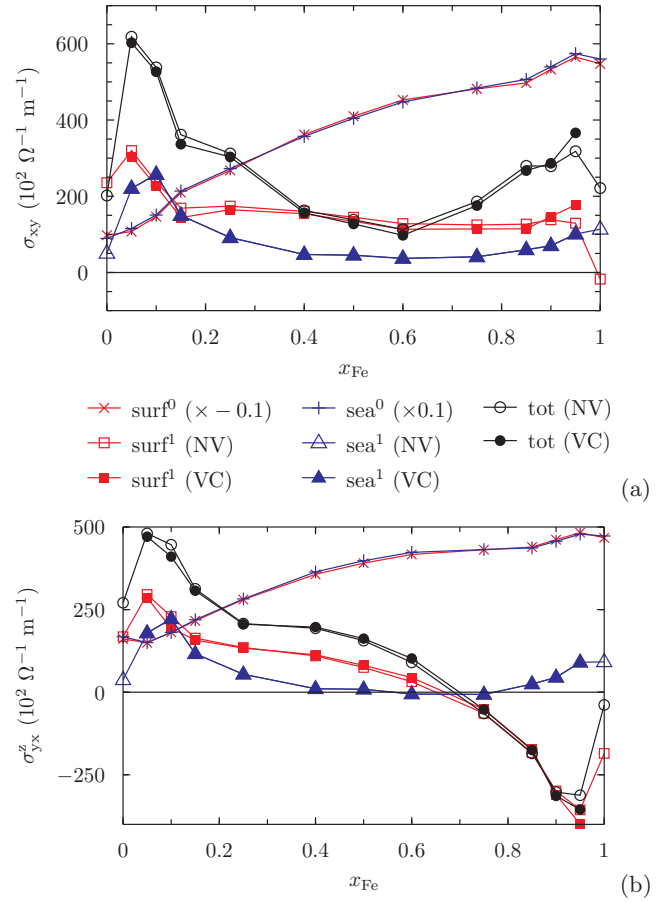 600
400
200
0
σxy (10² Ω⁻¹ m⁻¹)
0 0.2 0.4 0.6 0.8 1
xFe
surf⁰ (× − 0.1) sea⁰ (×0.1) tot (NV)
surf¹ (NV) sea¹ (NV) tot (VC)
surf¹ (VC) sea¹ (VC)
(a)
500
250
0
−250
σᶻyx (10² Ω⁻¹ m⁻¹)
0 0.2 0.4 0.6 0.8 1
xFe
(b)